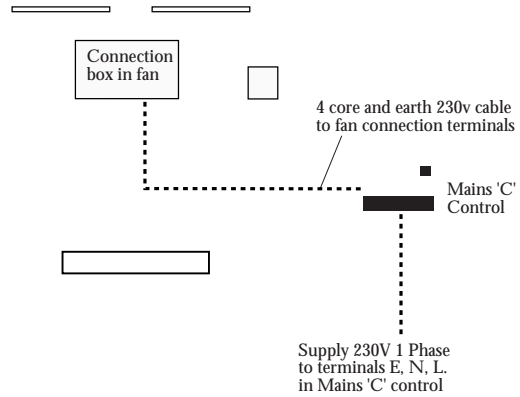 Connection
box in fan
4 core and earth 230v cable
to fan connection terminals
Mains 'C'
Control
Supply 230V 1 Phase
to terminals E, N, L.
in Mains 'C' control